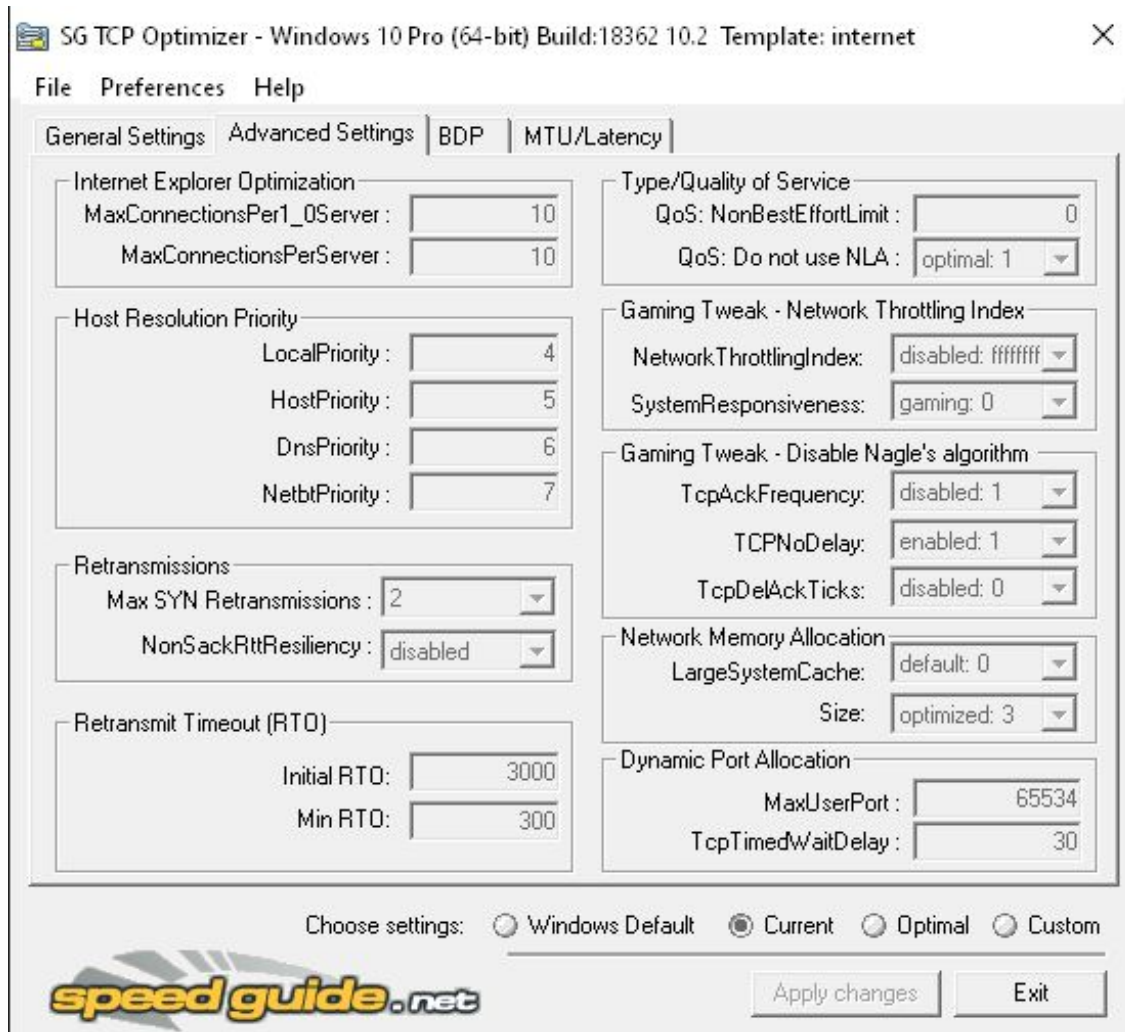 SG TCP Optimizer - Windows 10 Pro (64-bit) Build:18362 10.2 Template: internet
File Preferences Help
General Settings Advanced Settings BDP MTU/Latency
Internet Explorer Optimization
MaxConnectionsPer1_0Server : 10
MaxConnectionsPerServer : 10
Host Resolution Priority
LocalPriority : 4
HostPriority : 5
DnsPriority : 6
NetbtPriority : 7
Retransmissions
Max SYN Retransmissions : 2
NonSackRttResiliency : disabled
Retransmit Timeout (RTO)
Initial RTO: 3000
Min RTO: 300
Type/Quality of Service
QoS: NonBestEffortLimit : 0
QoS: Do not use NLA : optimal: 1
Gaming Tweak - Network Throttling Index
NetworkThrottlingIndex: disabled: ffffffff
SystemResponsiveness: gaming: 0
Gaming Tweak - Disable Nagle's algorithm
TcpAckFrequency: disabled: 1
TCPNoDelay: enabled: 1
TcpDelAckTicks: disabled: 0
Network Memory Allocation
LargeSystemCache: default: 0
Size: optimized: 3
Dynamic Port Allocation
MaxUserPort : 65534
TcpTimedWaitDelay : 30
Choose settings: Windows Default Current Optimal Custom
speed guide.net
Apply changes Exit